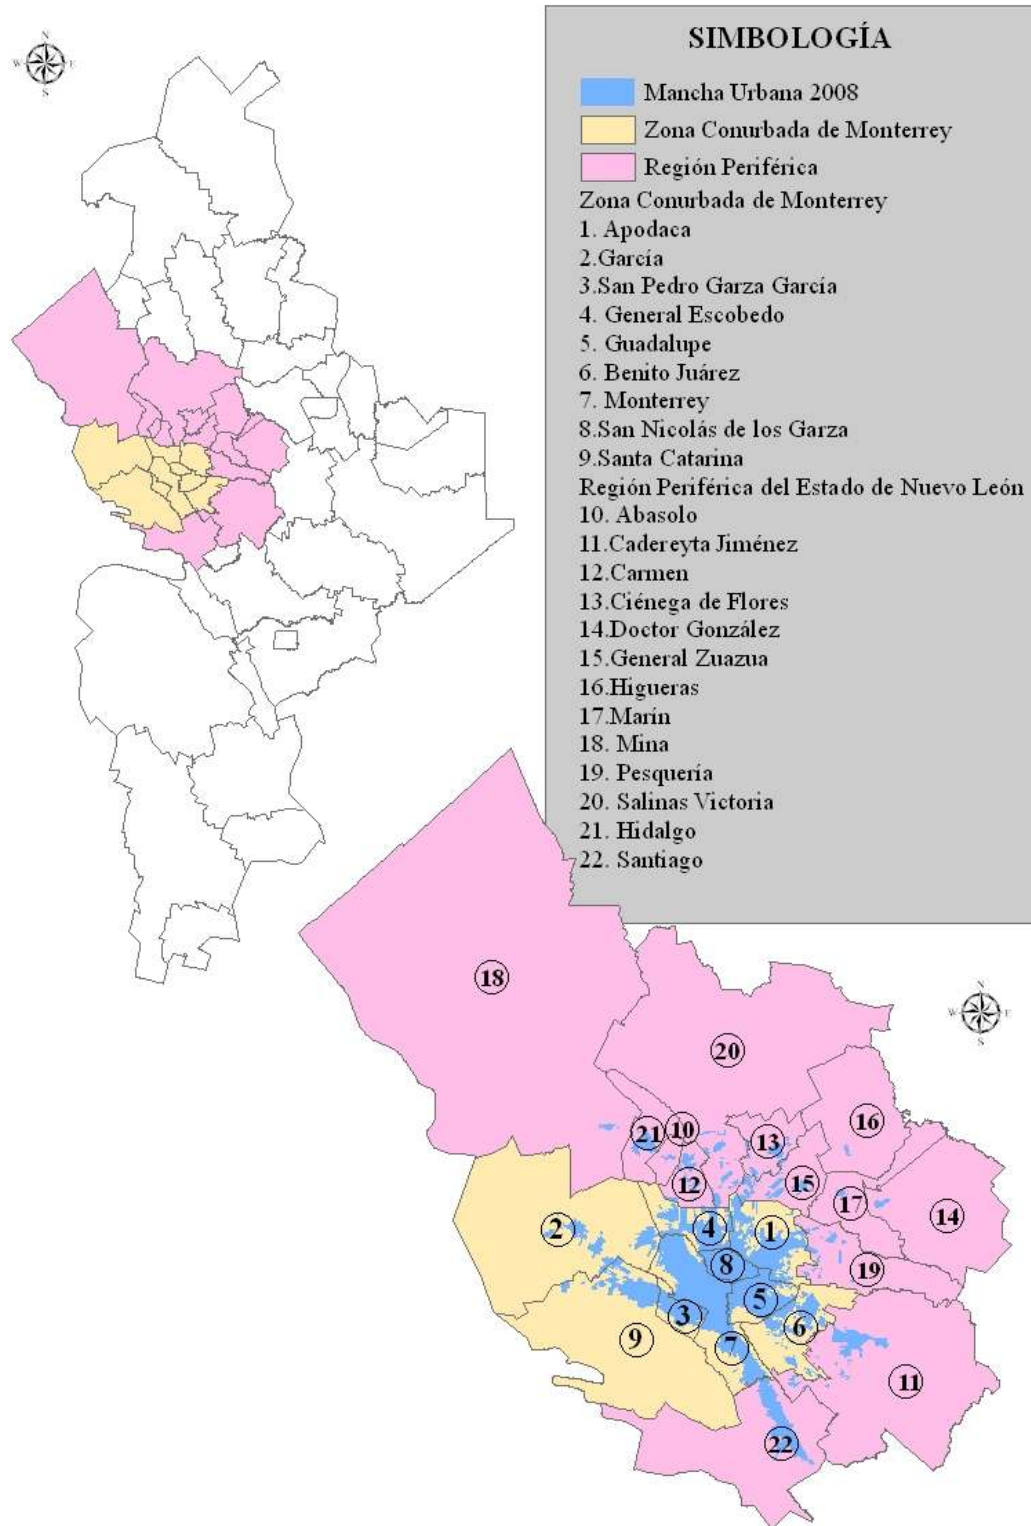 N
W E
S
SIMBOLOGÍA
Mancha Urbana 2008
Zona Conurbada de Monterrey
Región Periférica
Zona Conurbada de Monterrey
1. Apodaca
2.García
3.San Pedro Garza García
4. General Escobedo
5. Guadalupe
6. Benito Juárez
7. Monterrey
8.San Nicolás de los Garza
9.Santa Catarina
Región Periférica del Estado de Nuevo León
10. Abasolo
11.Cadereyta Jiménez
12. Carmen
13.Ciénega de Flores
14.Doctor González
15.General Zuazua
16.Higueras
17.Marín
18. Mina
19. Pesquería
20. Salinas Victoria
21. Hidalgo
22. Santiago
18
N
W E
S
20
16
10
21
13
12
15
17
14
2
4
1
8
19
5
3
6
9
7
11
22